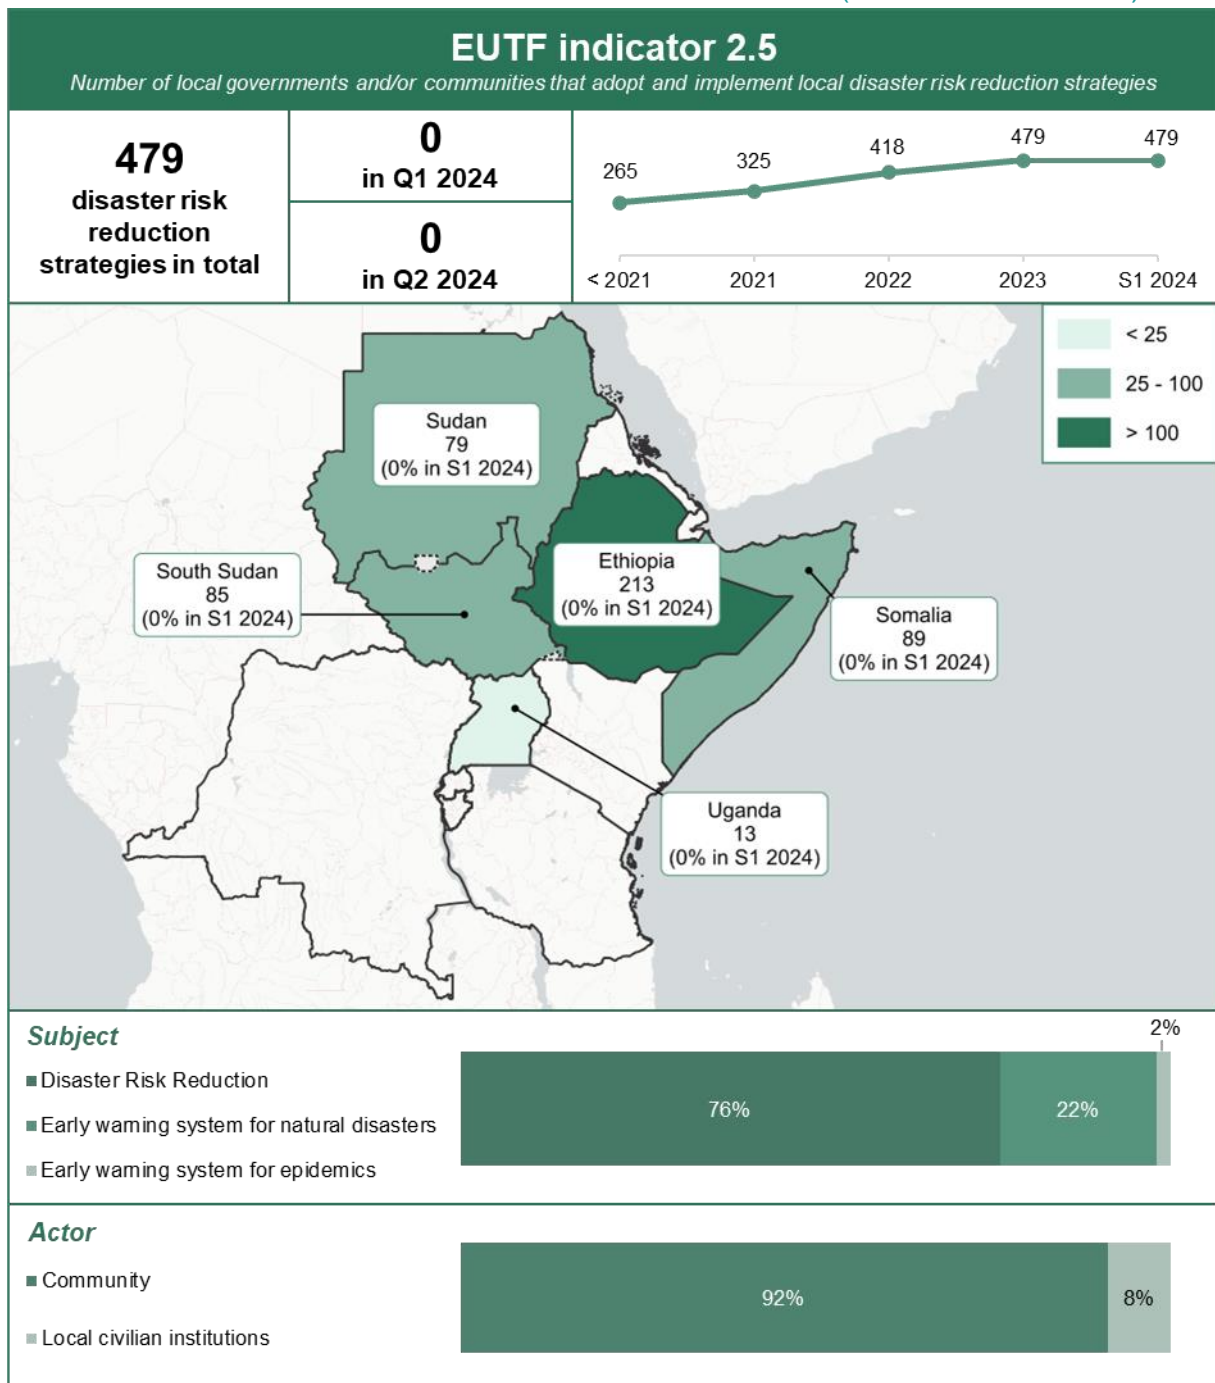 EUTF indicator 2.5
Number of local governments and/or communities that adopt and implement local disaster risk reduction strategies
479
disaster risk
reduction
strategies in total
0
in Q1 2024
0
in Q2 2024
265
325
418
479
479
< 2021
2021
2022
2023
S1 2024
< 25
25 - 100
> 100
Sudan
79
(0% in S1 2024)
South Sudan
85
(0% in S1 2024)
Ethiopia
213
(0% in S1 2024)
Somalia
89
(0% in S1 2024)
Uganda
13
(0% in S1 2024)
Subject
Disaster Risk Reduction
Early warning system for natural disasters
Early warning system for epidemics
76%
22%
2%
Actor
Community
Local civilian institutions
92%
8%